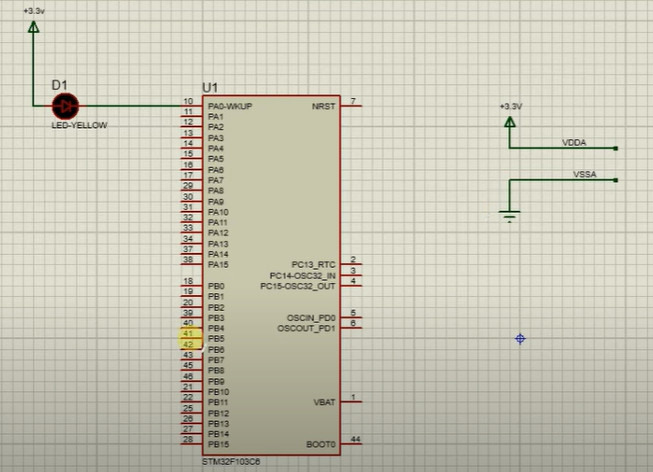 +3.3v
D1
LED-YELLOW
U1
10 PA0-WKUP NRST 7
11 PA1
12 PA2
13 PA3
14 PA4
15 PA5
16 PA6
17 PA7
29 PA8
30 PA9
31 PA10
32 PA11
33 PA12
34 PA13
37 PA14
38 PA15 PC13_RTC 2
PC14-OSC32_IN 3
18 PB0 PC15-OSC32_OUT 4
19 PB1
20 PB2
39 PB3 OSCIN_PD0 5
40 PB4 OSCOUT_PD1 6
41 PB5
42 PB6
43 PB7
45 PB8
46 PB9
21 PB10
22 PB11 VBAT 1
25 PB12
26 PB13
27 PB14
28 PB15 BOOT0 44
STM32F103C6
+3.3V
VDDA
VSSA